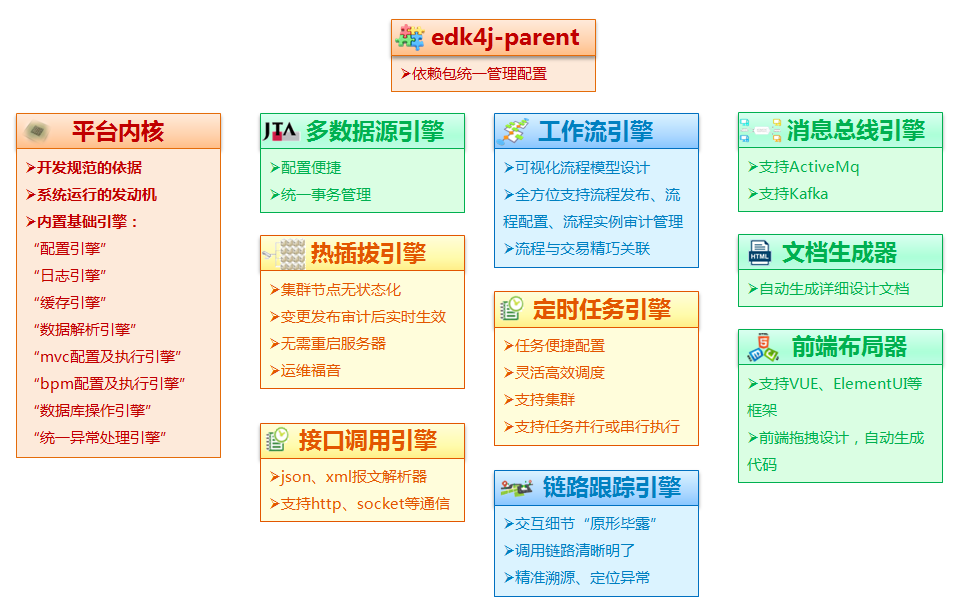 edk4j-parent
➢依赖包统一管理配置
平台内核
➢开发规范的依据
➢系统运行的发动机
➢内置基础引擎：
“配置引擎”
“日志引擎”
“缓存引擎”
“数据解析引擎”
“mvc配置及执行引擎”
“bpm配置及执行引擎”
“数据库操作引擎”
“统一异常处理引擎”
JTA 多数据源引擎
➢配置便捷
➢统一事务管理
热插拔引擎
➢集群节点无状态化
➢变更发布审计后实时生效
➢无需重启服务器
➢运维福音
接口调用引擎
➢json、xml报文解析器
➢支持http、socket等通信
工作流引擎
➢可视化流程模型设计
➢全方位支持流程发布、流
程配置、流程实例审计管理
➢流程与交易精巧关联
定时任务引擎
➢任务便捷配置
➢灵活高效调度
➢支持集群
➢支持任务并行或串行执行
链路跟踪引擎
➢交互细节“原形毕露”
➢调用链路清晰明了
➢精准溯源、定位异常
消息总线引擎
➢支持ActiveMq
➢支持Kafka
HTML 文档生成器
➢自动生成详细设计文档
前端布局器
➢支持VUE、ElementUI等
框架
➢前端拖拽设计，自动生成
代码